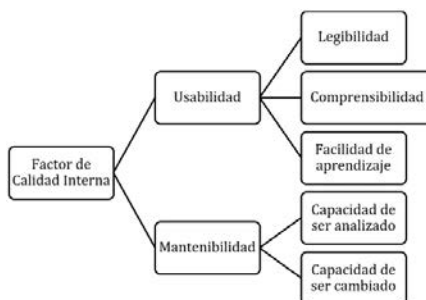 Legibilidad
Usabilidad
Comprensibilidad
Facilidad de
aprendizaje
Factor de
Calidad Interna
Mantenibilidad
Capacidad de
ser analizado
Capacidad de
ser cambiado